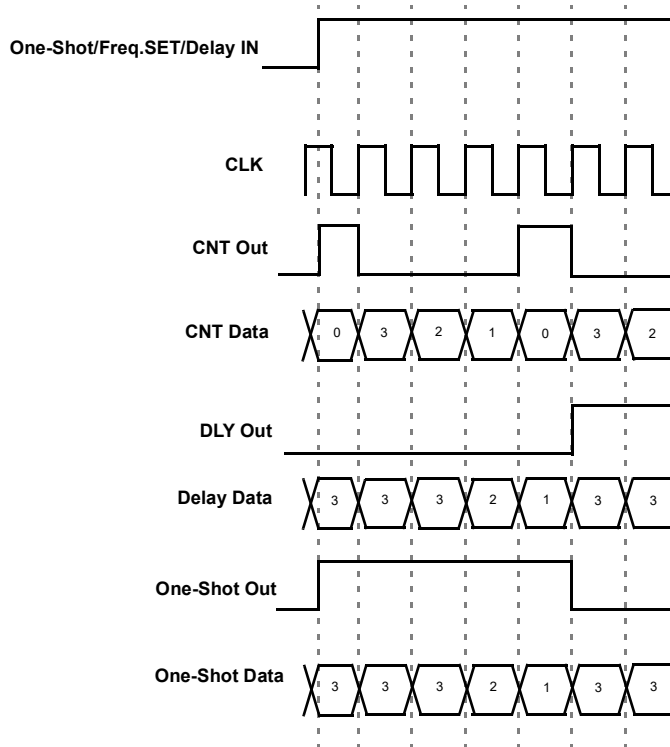 One-Shot/Freq.SET/Delay IN
CLK
CNT Out
CNT Data
0 3 2 1 0 3 2
DLY Out
Delay Data
3 3 3 2 1 3 3
One-Shot Out
One-Shot Data
3 3 3 2 1 3 3